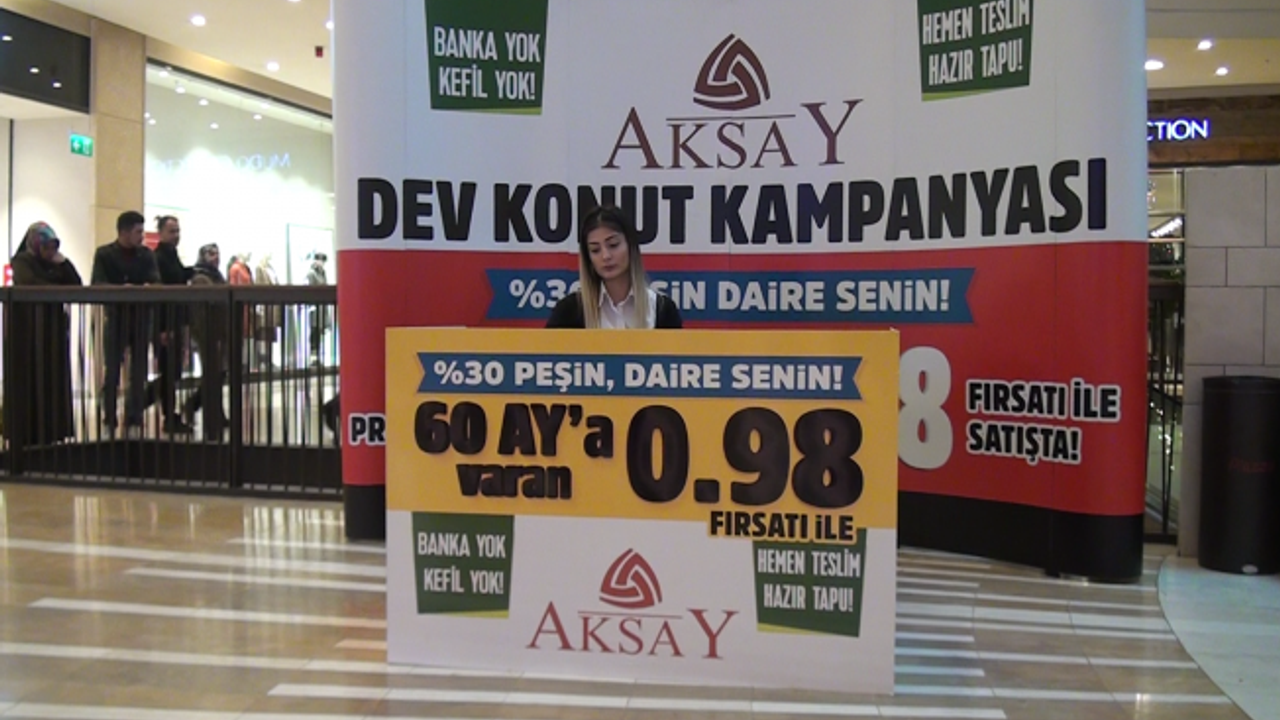 BANKA YOK
KEFİL YOK!
HEMEN TESLİM
HAZIR TAPU!
AKSAY
DEV KONUT KAMPANYASI
%30 PEŞİN DAİRE SENİN!
8
FIRSATI İLE
SATIŞTA!
%30 PEŞİN, DAİRE SENİN!
60 AY'a
varan
0.98
FIRSATI İLE
BANKA YOK
KEFİL YOK!
HEMEN TESLİM
HAZIR TAPU!
AKSAY